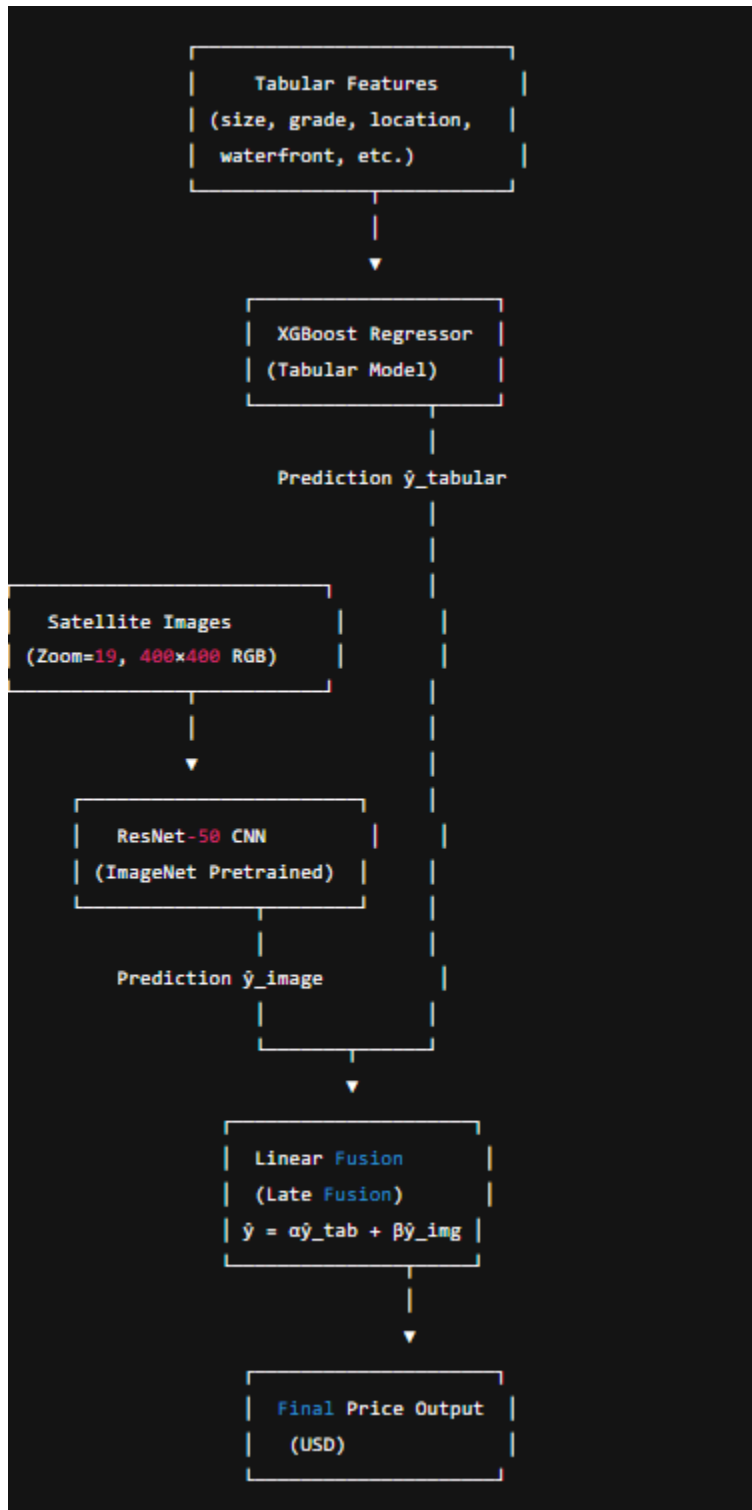 Tabular Features
(size, grade, location,
waterfront, etc.)
XGBoost Regressor
(Tabular Model)
Prediction ŷ_tabular
Satellite Images
(Zoom=19, 400×400 RGB)
ResNet-50 CNN
(ImageNet Pretrained)
Prediction ŷ_image
Linear Fusion
(Late Fusion)
ŷ = αŷ_tab + βŷ_img
Final Price Output
(USD)